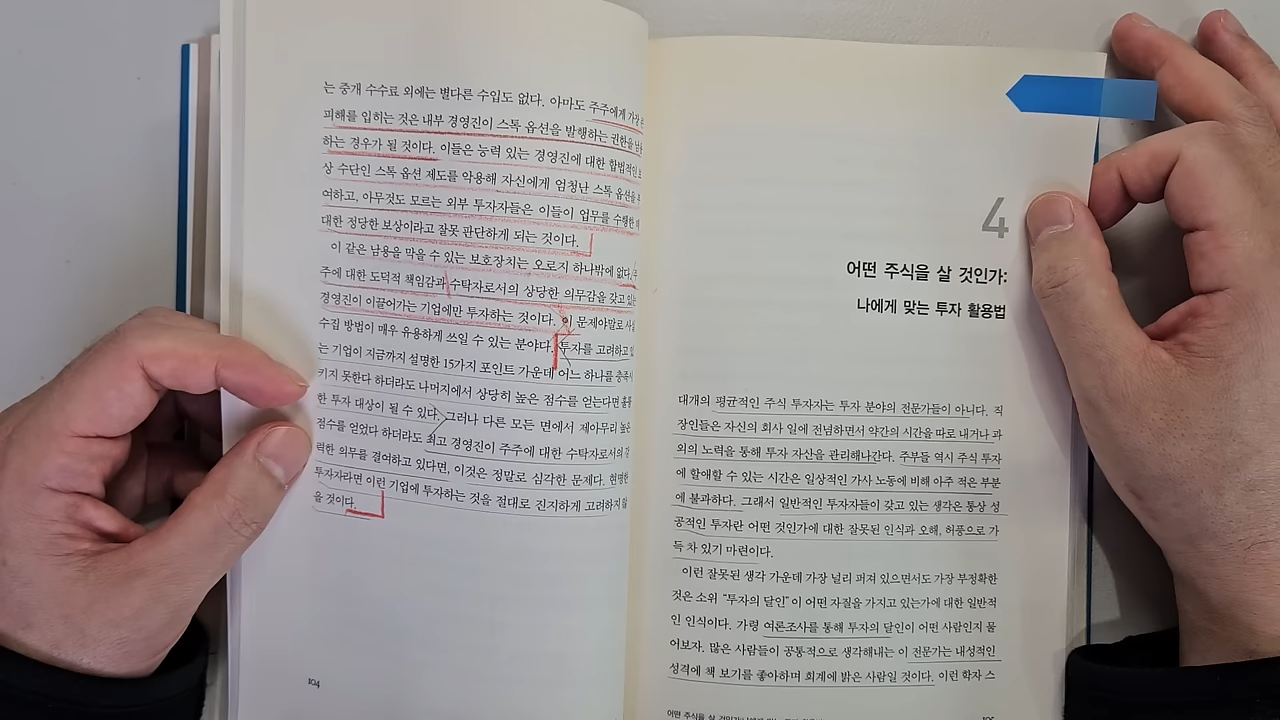 는 중개 수수료 외에는 별다른 수입도 없다. 아마도 주주에게 가장
피해를 입히는 것은 내부 경영진이 스톡 옵션을 발행하는 권한을
하는 경우가 될 것이다. 이들은 능력 있는 경영진에 대한 합법적인
상 수단인 스톡 옵션 제도를 악용해 자신에게 엄청난 스톡 옵션을
여하고, 아무것도 모르는 외부 투자자들은 이들이 업무를 수행한
대한 정당한 보상이라고 잘못 판단하게 되는 것이다.
이 같은 남용을 막을 수 있는 보호장치는 오로지 하나밖에 없다.
주에 대한 도덕적 책임감과 수탁자로서의 상당한 의무감을 갖고 있는
경영진이 이끌어가는 기업에만 투자하는 것이다. 이 문제야말로 사실
수집 방법이 매우 유용하게 쓰일 수 있는 분야다. 투자를 고려하고
는 기업이 지금까지 설명한 15가지 포인트 가운데 어느 하나를 충족시
키지 못한다 하더라도 나머지에서 상당히 높은 점수를 얻는다면 훌륭
한 투자 대상이 될 수 있다. 그러나 다른 모든 면에서 제아무리 높은
점수를 얻었다 하더라도 최고 경영진이 주주에 대한 수탁자로서의
력한 의무를 결여하고 있다면, 이것은 정말로 심각한 문제다. 현명한
투자자라면 이런 기업에 투자하는 것을 절대로 진지하게 고려하지 않
을 것이다.
104
4
어떤 주식을 살 것인가:
나에게 맞는 투자 활용법
대개의 평균적인 주식 투자자는 투자 분야의 전문가들이 아니다. 직
장인들은 자신의 회사 일에 전념하면서 약간의 시간을 따로 내거나 과
외의 노력을 통해 투자 자산을 관리해나간다. 주부들 역시 주식 투자
에 할애할 수 있는 시간은 일상적인 가사 노동에 비해 아주 적은 부분
에 불과하다. 그래서 일반적인 투자자들이 갖고 있는 생각은 통상 성
공적인 투자란 어떤 것인가에 대한 잘못된 인식과 오해, 허풍으로 가
득 차 있기 마련이다.
이런 잘못된 생각 가운데 가장 널리 퍼져 있으면서도 가장 부정확한
것은 소위 “투자의 달인”이 어떤 자질을 가지고 있는가에 대한 일반적
인 인식이다. 가령 여론조사를 통해 투자의 달인이 어떤 사람인지 물
어보자. 많은 사람들이 공통적으로 생각해내는 이 전문가는 내성적인
성격에 책 보기를 좋아하며 회계에 밝은 사람일 것이다. 이런 학자 스
어떤 주식을 살 것인가